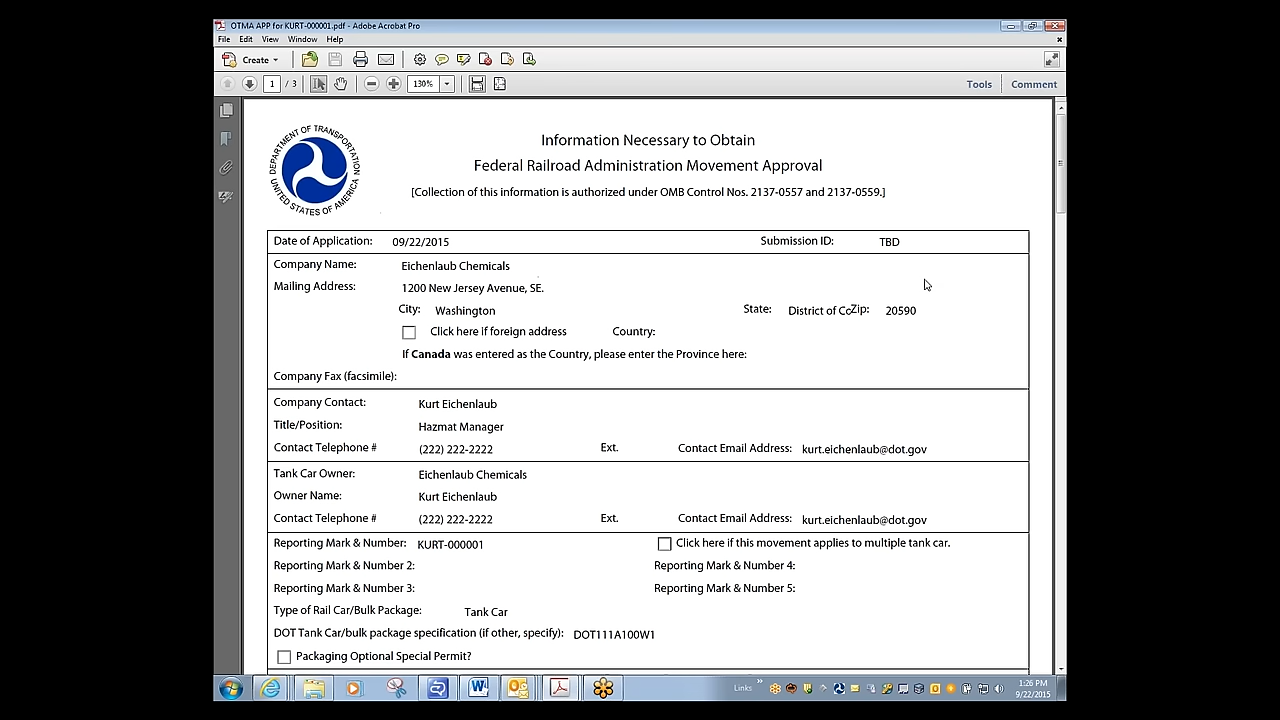 OTMA APP for KURT-000001.pdf - Adobe Acrobat Pro
File Edit View Window Help
Create
1 / 3 130% Tools Comment
DEPARTMENT OF TRANSPORTATION
UNITED STATES OF AMERICA
Information Necessary to Obtain
Federal Railroad Administration Movement Approval
[Collection of this information is authorized under OMB Control Nos. 2137-0557 and 2137-0559.]
Date of Application: 09/22/2015 Submission ID: TBD
Company Name: Eichenlaub Chemicals
Mailing Address: 1200 New Jersey Avenue, SE.
City: Washington State: District of Co Zip: 20590
Click here if foreign address Country:
If Canada was entered as the Country, please enter the Province here:
Company Fax (facsimile):
Company Contact: Kurt Eichenlaub
Title/Position: Hazmat Manager
Contact Telephone # (222) 222-2222 Ext. Contact Email Address: kurt.eichenlaub@dot.gov
Tank Car Owner: Eichenlaub Chemicals
Owner Name: Kurt Eichenlaub
Contact Telephone # (222) 222-2222 Ext. Contact Email Address: kurt.eichenlaub@dot.gov
Reporting Mark & Number: KURT-000001 Click here if this movement applies to multiple tank car.
Reporting Mark & Number 2: Reporting Mark & Number 4:
Reporting Mark & Number 3: Reporting Mark & Number 5:
Type of Rail Car/Bulk Package: Tank Car
DOT Tank Car/bulk package specification (if other, specify): DOT111A100W1
Packaging Optional Special Permit?
Links » 1:26 PM
9/22/2015